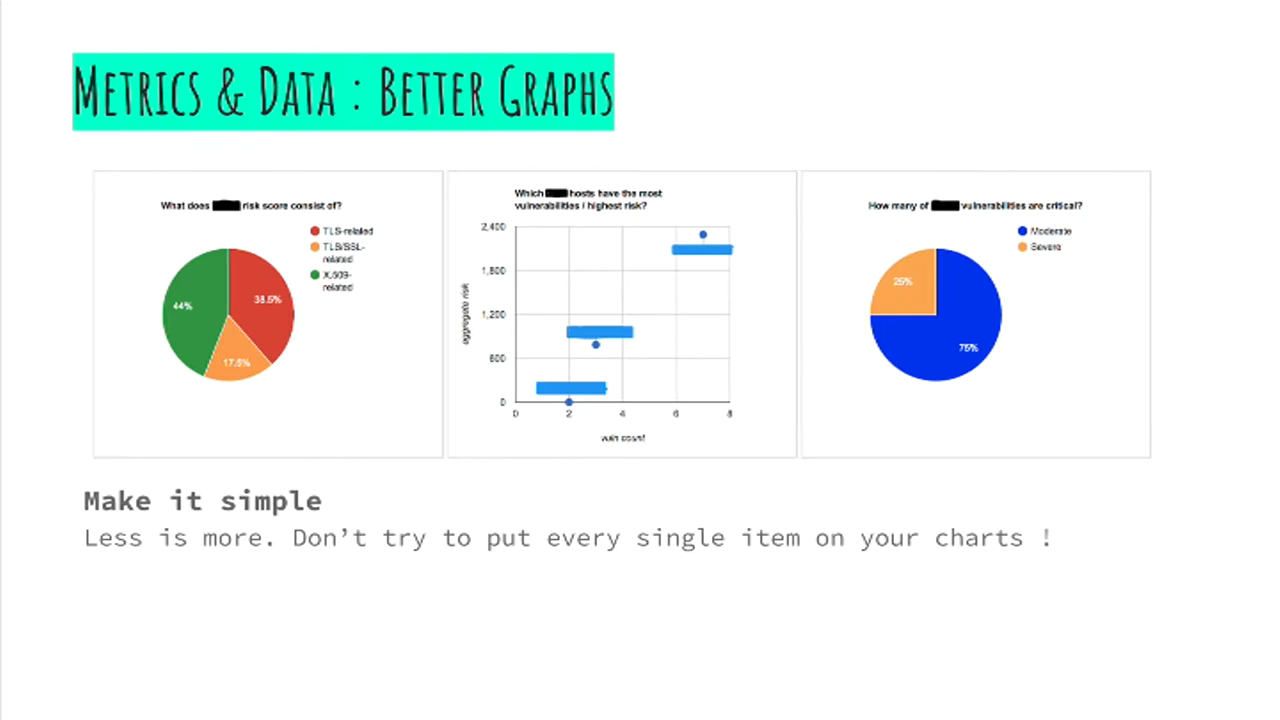 Metrics & Data : Better Graphs
What does risk score consist of?
TLS-related
TLS/SSL-
related
X.509-
related
44%
38.5%
17.5%
Which hosts have the most
vulnerabilities / highest risk?
2,400
1,800
1,200
600
0
aggregate risk
0 2 4 6 8
vuln count
How many of vulnerabilities are critical?
Moderate
Severe
25%
75%
Make it simple
Less is more. Don’t try to put every single item on your charts !